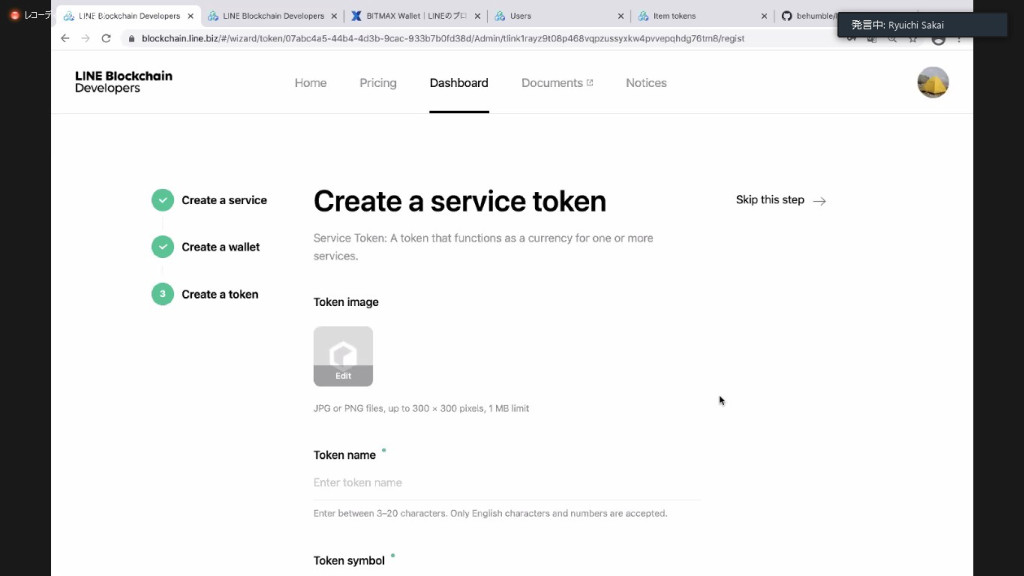 レコーデ
LINE Blockchain Developers
LINE Blockchain Developers
BITMAX Wallet | LINEのブロ
Users
Item tokens
behumble/
発言中: Ryuichi Sakai
blockchain.line.biz/#/wizard/token/07abc4a5-44b4-4d3b-9cac-933b7b0fd38d/Admin/tlink1rayz9t08p468vqpzussyxkw4pvvepqhdg76tm8/regist
LINE Blockchain
Developers
Home
Pricing
Dashboard
Documents
Notices
Create a service
Create a wallet
3
Create a token
Create a service token
Skip this step
Service Token: A token that functions as a currency for one or more
services.
Token image
Edit
JPG or PNG files, up to 300 × 300 pixels, 1 MB limit
Token name
Enter token name
Enter between 3–20 characters. Only English characters and numbers are accepted.
Token symbol